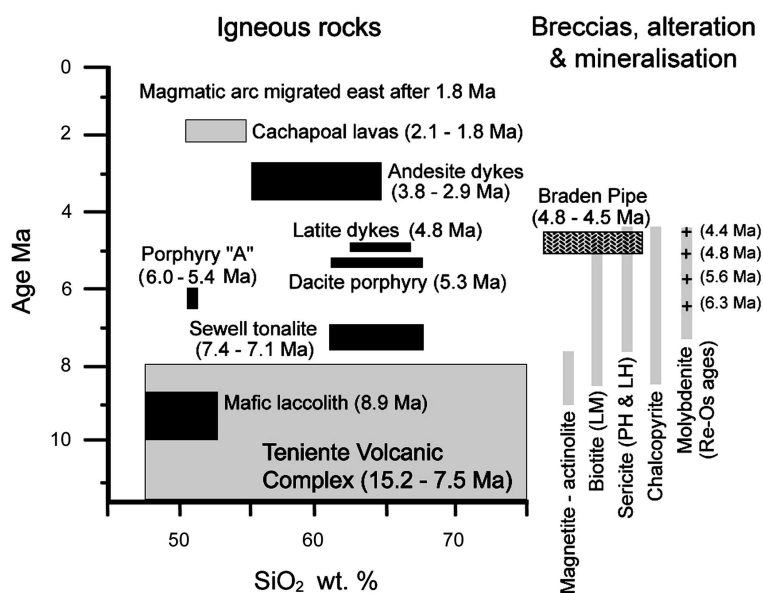 Igneous rocks
Breccias, alteration
& mineralisation
0
2
4
6
8
10
Age Ma
Magmatic arc migrated east after 1.8 Ma
Cachapoal lavas (2.1 - 1.8 Ma)
Andesite dykes
(3.8 - 2.9 Ma)
Latite dykes (4.8 Ma)
Porphyry "A"
(6.0 - 5.4 Ma)
Dacite porphyry (5.3 Ma)
Sewell tonalite
(7.4 - 7.1 Ma)
Mafic laccolith (8.9 Ma)
Teniente Volcanic
Complex (15.2 - 7.5 Ma)
50
60
70
SiO₂ wt. %
Braden Pipe
(4.8 - 4.5 Ma)
+ (4.4 Ma)
+ (4.8 Ma)
+ (5.6 Ma)
+ (6.3 Ma)
Magnetite - actinolite
Biotite (LM)
Sericite (PH & LH)
Chalcopyrite
Molybdenite
(Re-Os ages)